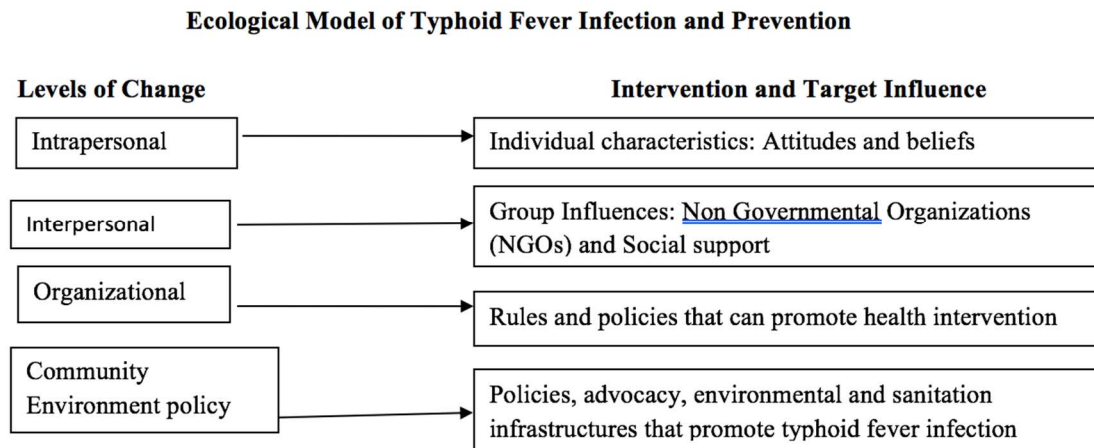 Ecological Model of Typhoid Fever Infection and Prevention
Levels of Change
Intervention and Target Influence
Intrapersonal
Individual characteristics: Attitudes and beliefs
Interpersonal
Group Influences: Non Governmental Organizations
(NGOs) and Social support
Organizational
Rules and policies that can promote health intervention
Community
Environment policy
Policies, advocacy, environmental and sanitation
infrastructures that promote typhoid fever infection